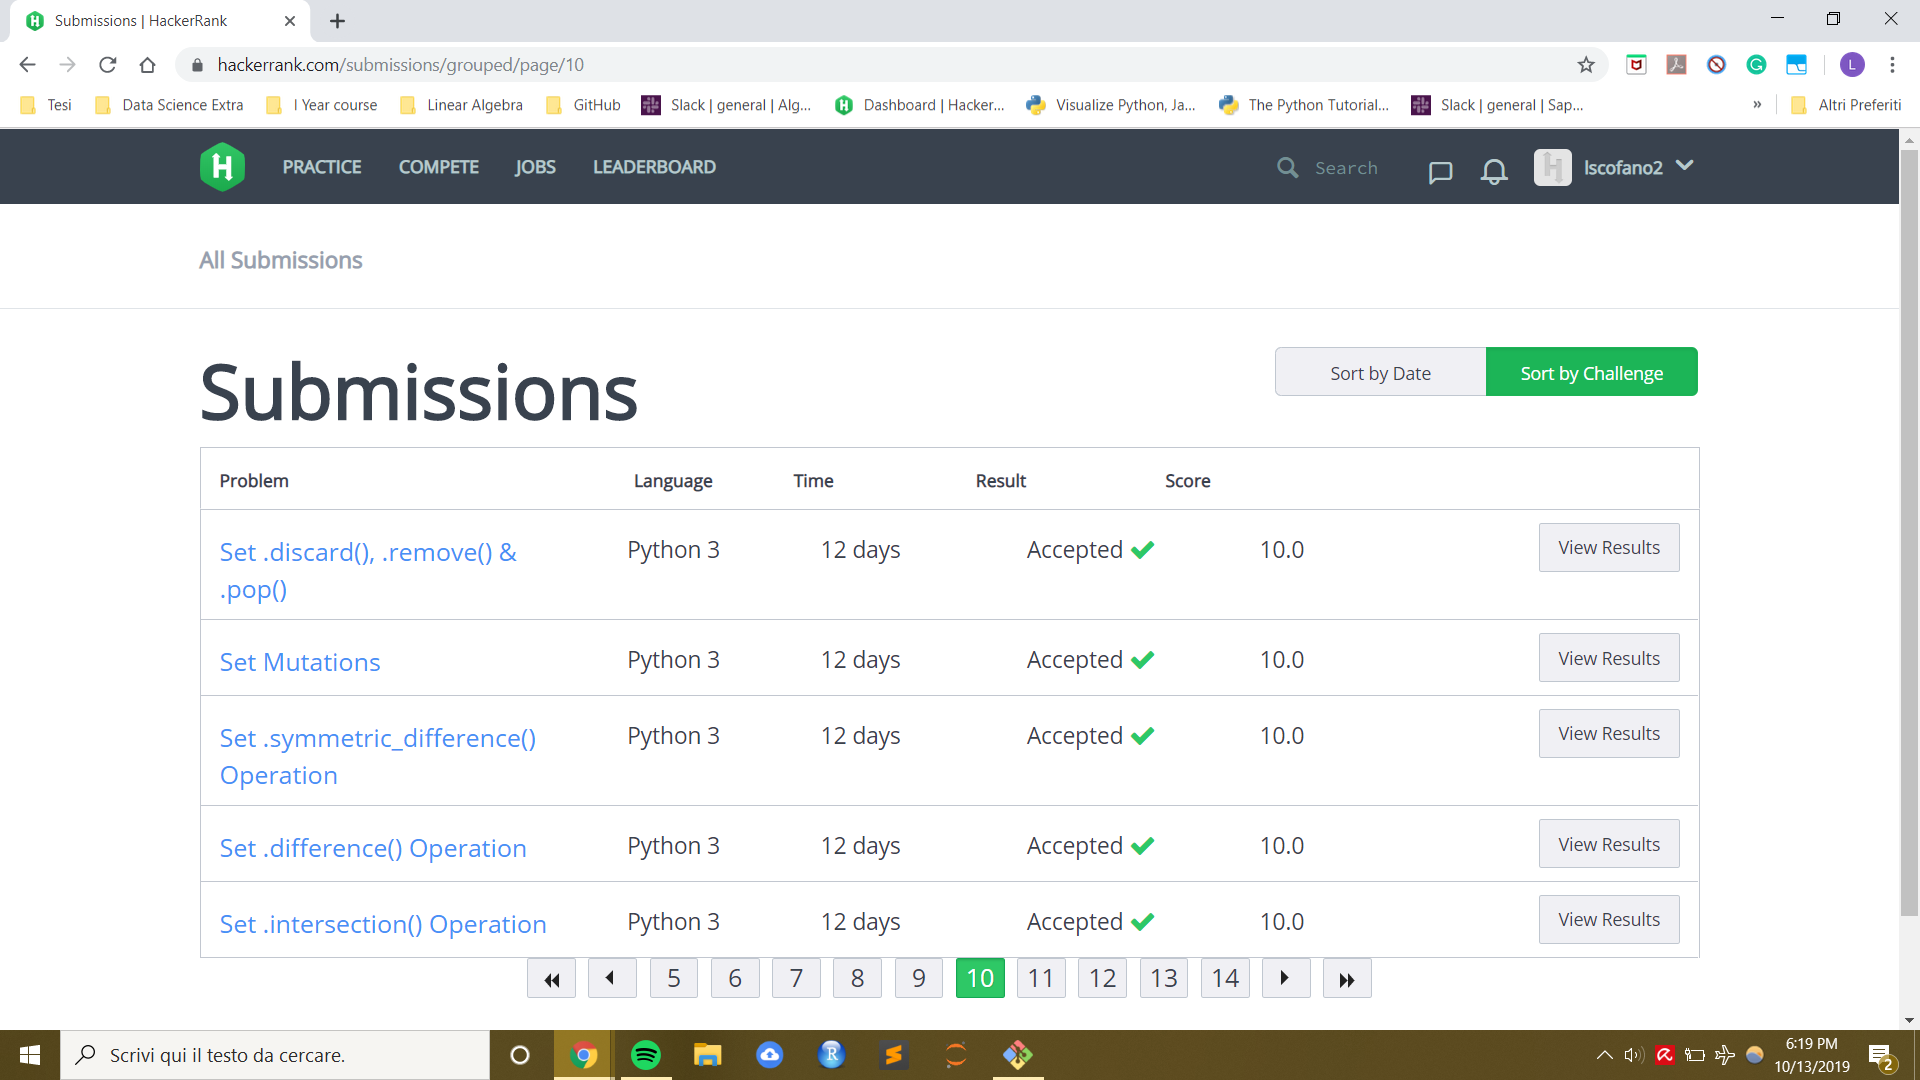 Submissions | HackerRank
hackerrank.com/submissions/grouped/page/10
L
Tesi
Data Science Extra
I Year course
Linear Algebra
GitHub
Slack | general | Alg...
Dashboard | Hacker...
Visualize Python, Ja...
The Python Tutorial...
Slack | general | Sap...
»
Altri Preferiti
H PRACTICE COMPETE JOBS LEADERBOARD Search lscofano2
All Submissions
Submissions
Sort by Date Sort by Challenge
Problem Language Time Result Score
Set .discard(), .remove() & Python 3 12 days Accepted 10.0 View Results
.pop()
Set Mutations Python 3 12 days Accepted 10.0 View Results
Set .symmetric_difference() Python 3 12 days Accepted 10.0 View Results
Operation
Set .difference() Operation Python 3 12 days Accepted 10.0 View Results
Set .intersection() Operation Python 3 12 days Accepted 10.0 View Results
5 6 7 8 9 10 11 12 13 14
Scrivi qui il testo da cercare.
R
6:19 PM
10/13/2019
2